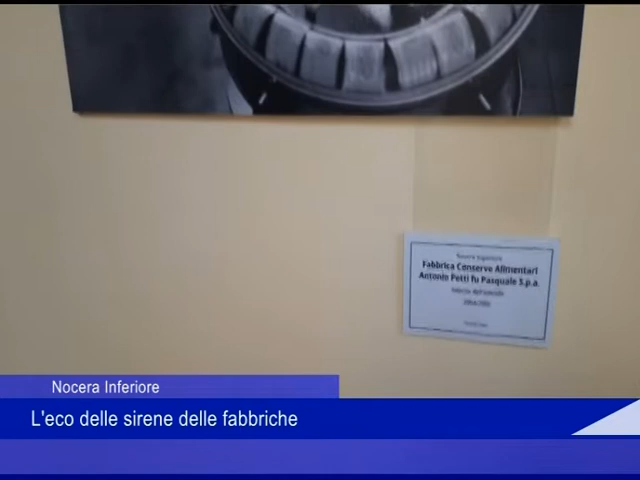 Fabbrica Conserve Alimentari
Antonio Petti fu Pasquale S.p.a.
Nocera Inferiore
L'eco delle sirene delle fabbriche